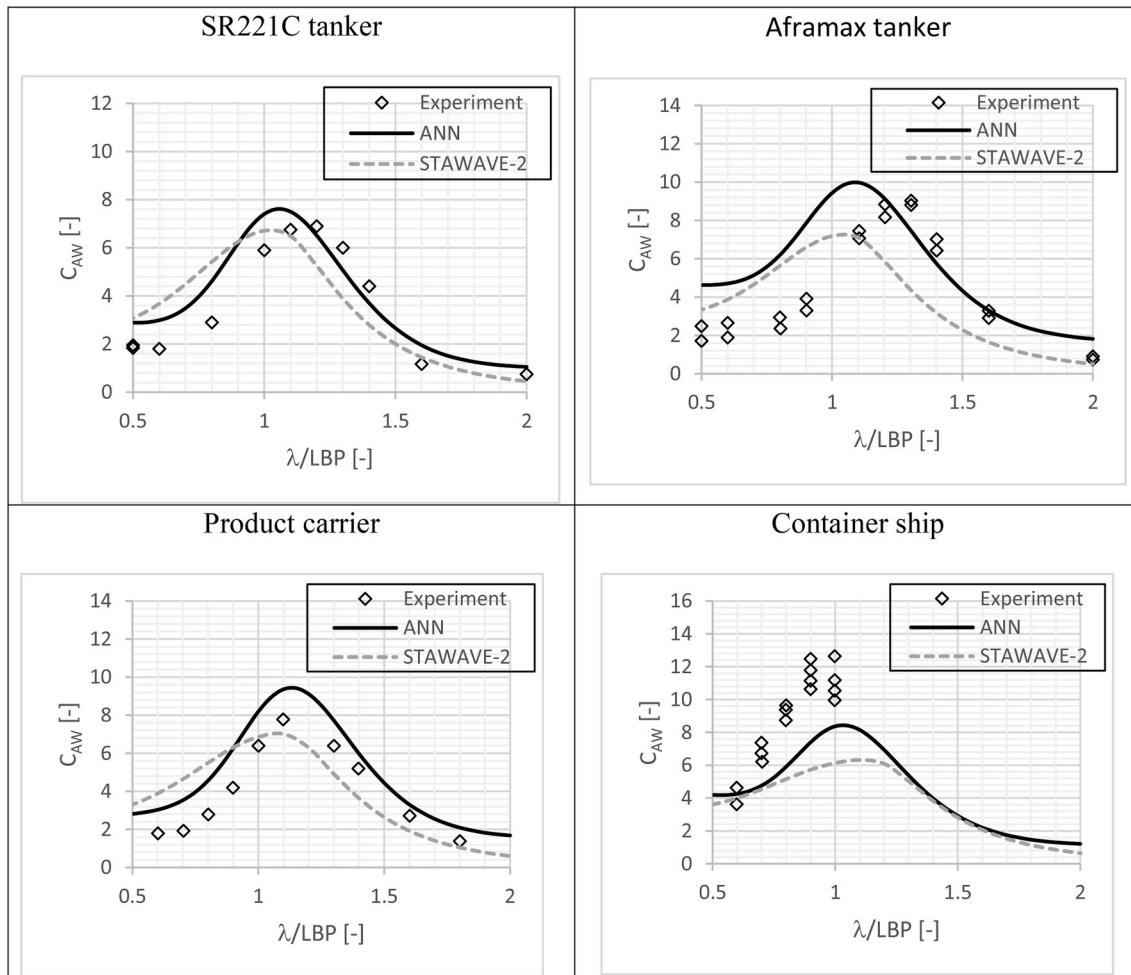 SR221C tanker
12
10
8
6
4
2
0
C_AW [-]
0.5 1 1.5 2
λ/LBP [-]
Experiment
ANN
STAWAVE-2
Aframax tanker
14
12
10
8
6
4
2
0
C_AW [-]
0.5 1 1.5 2
λ/LBP [-]
Experiment
ANN
STAWAVE-2
Product carrier
14
12
10
8
6
4
2
0
C_AW [-]
0.5 1 1.5 2
λ/LBP [-]
Experiment
ANN
STAWAVE-2
Container ship
16
14
12
10
8
6
4
2
0
C_AW [-]
0.5 1 1.5 2
λ/LBP [-]
Experiment
ANN
STAWAVE-2